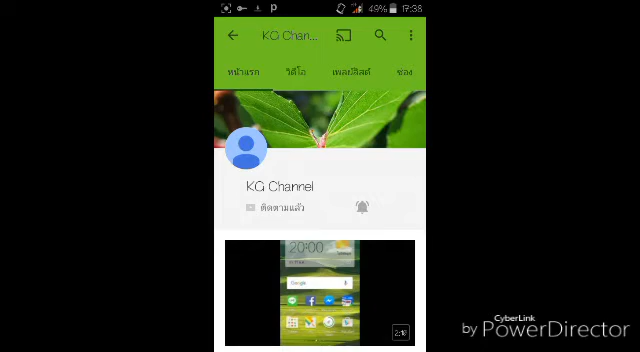 P 49% 17:38
KG Chan...
หน้าแรก วิดีโอ เพลย์ลิสต์ ช่อง
KG Channel
ติดตามแล้ว
20:00
Google
2:19
CyberLink
by PowerDirector